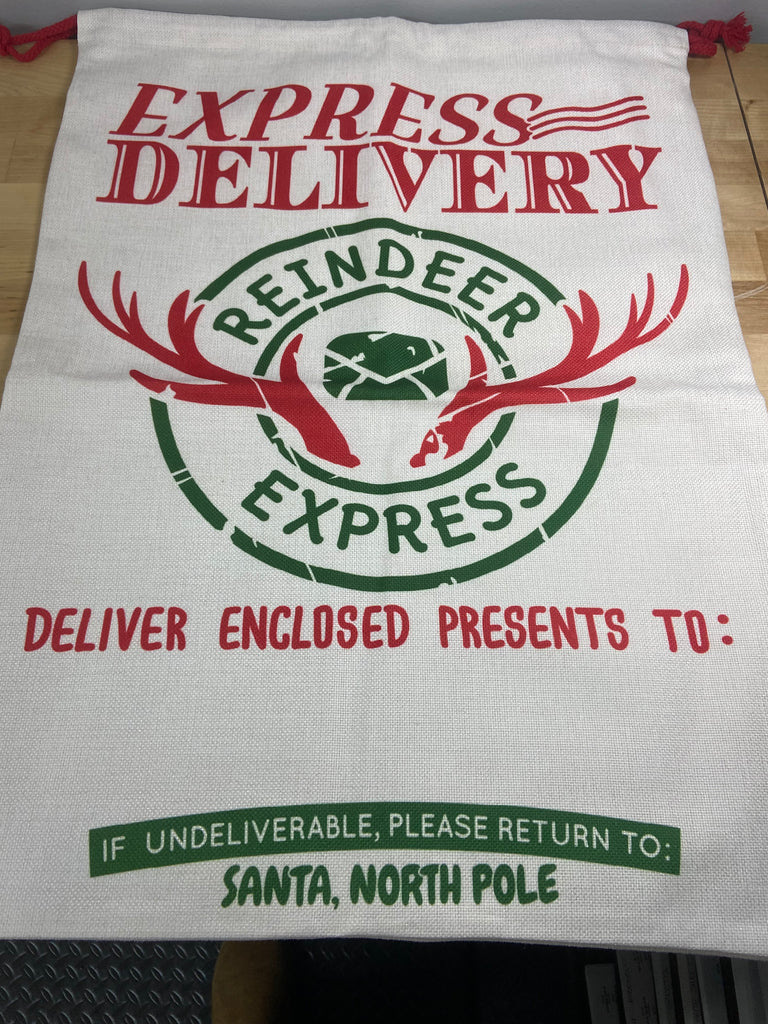 EXPRESS
DELIVERY
REINDEER
EXPRESS
DELIVER ENCLOSED PRESENTS TO:
IF UNDELIVERABLE, PLEASE RETURN TO:
SANTA, NORTH POLE